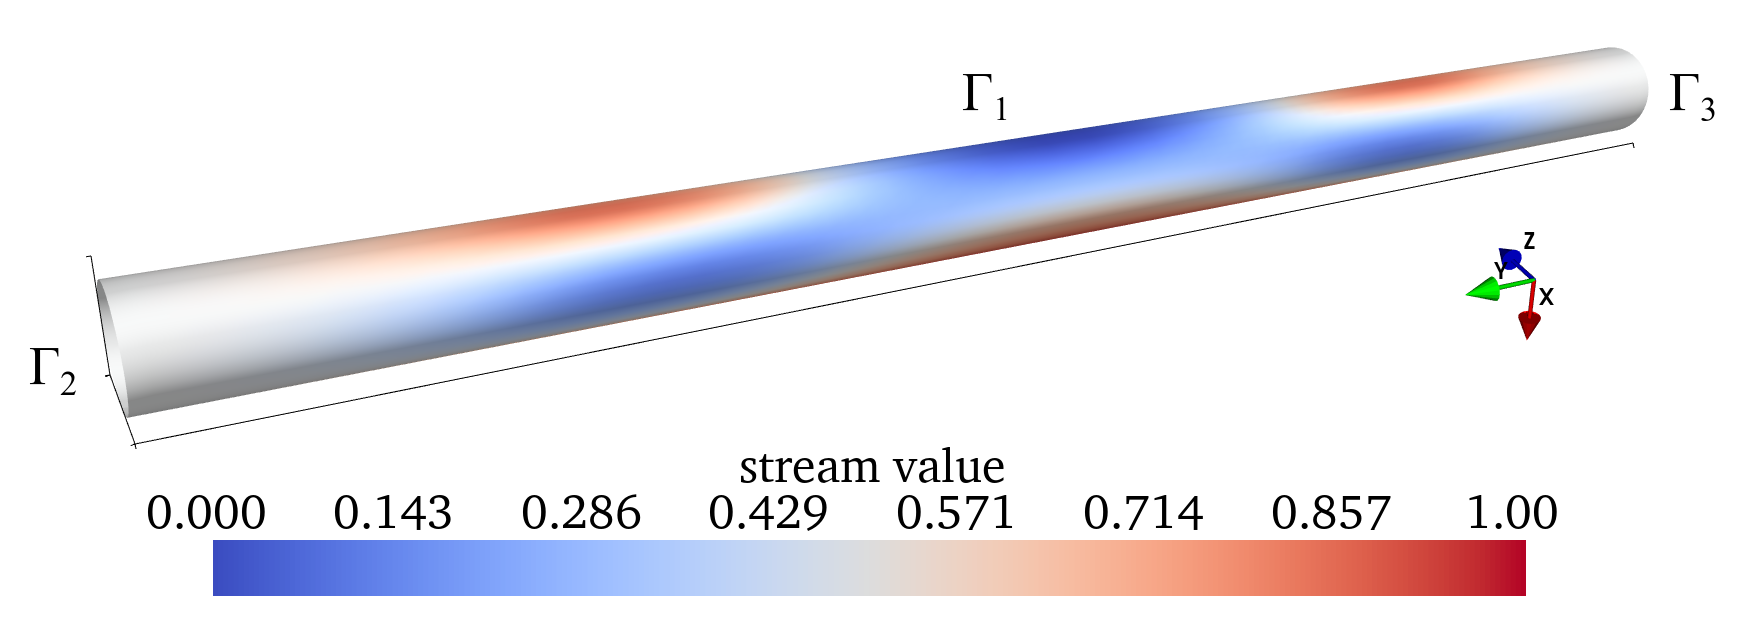 Γ1
Γ3
Z
Y
X
Γ2
stream value
0.000 0.143 0.286 0.429 0.571 0.714 0.857 1.00